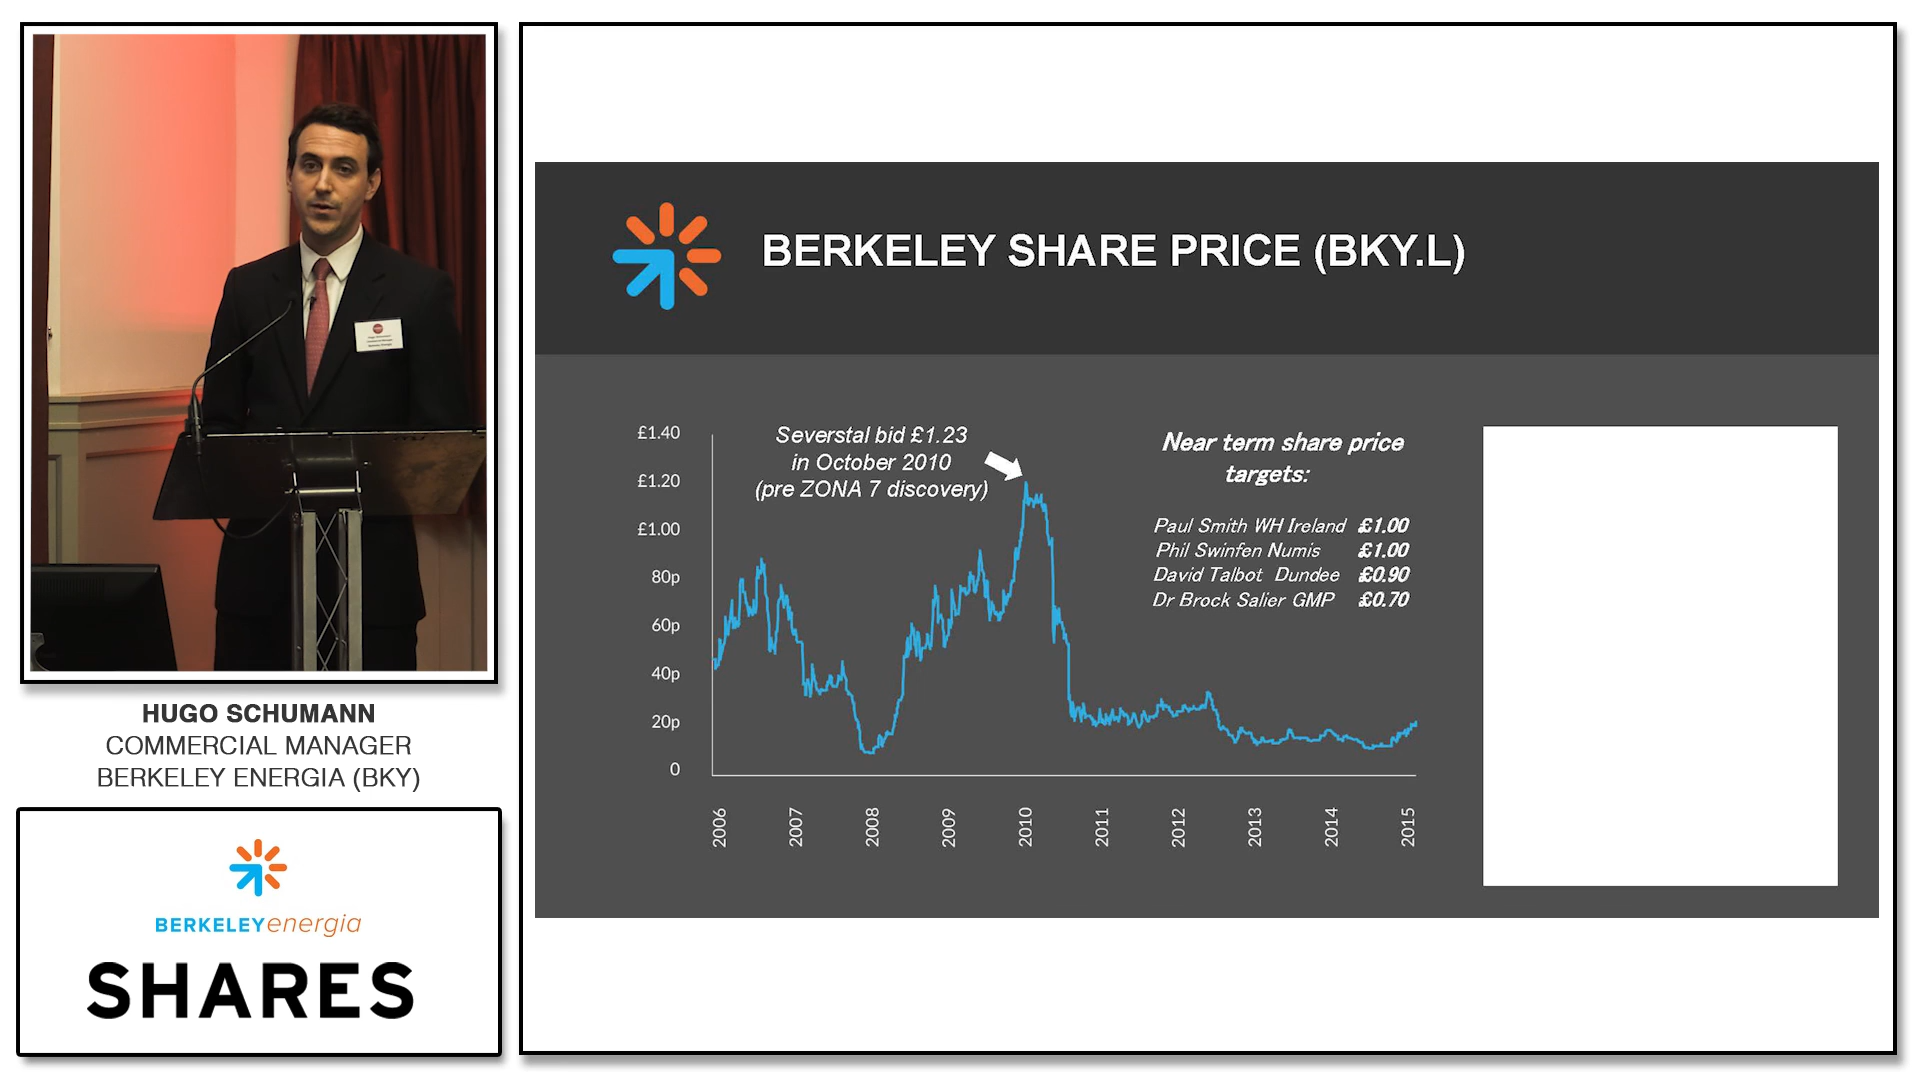 HUGO SCHUMANN
COMMERCIAL MANAGER
BERKELEY ENERGIA (BKY)
BERKELEYenergia
SHARES
BERKELEY SHARE PRICE (BKY.L)
Severstal bid £1.23
in October 2010
(pre ZONA 7 discovery)
£1.40
£1.20
£1.00
80p
60p
40p
20p
0
2006 2007 2008 2009 2010 2011 2012 2013 2014 2015
Near term share price
targets:
Paul Smith WH Ireland £1.00
Phil Swinfen Numis £1.00
David Talbot Dundee £0.90
Dr Brock Salier GMP £0.70